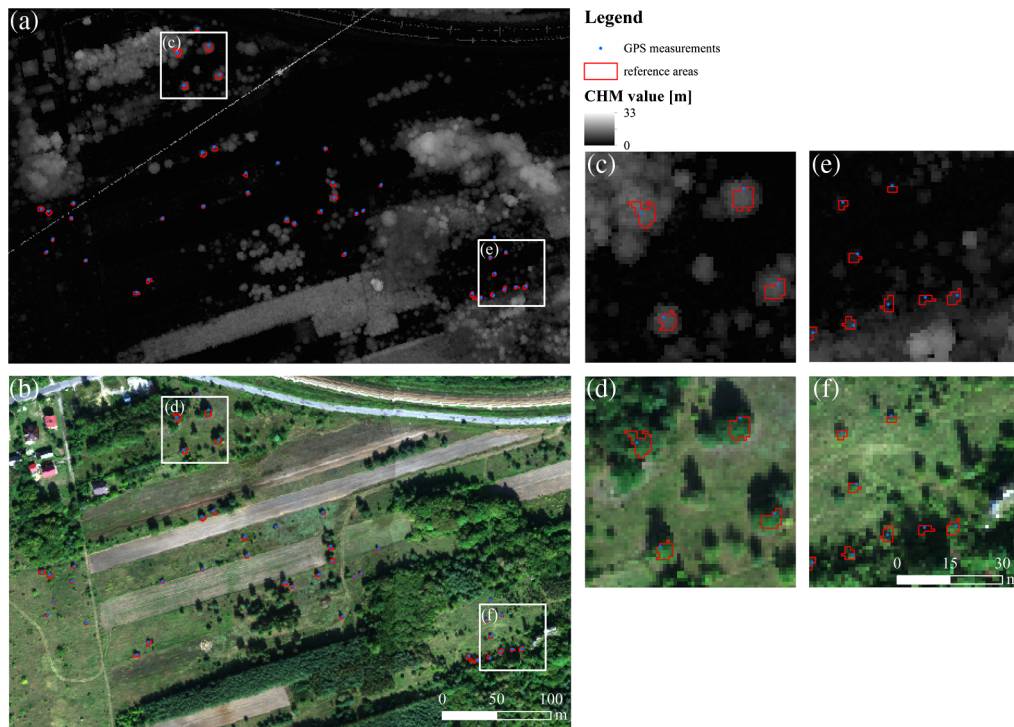 (a)
(c)
(e)
Legend
GPS measurements
reference areas
CHM value [m]
33
0
(c)
(e)
(b)
(d)
(f)
0 50 100
m
(d)
(f)
0 15 30
m